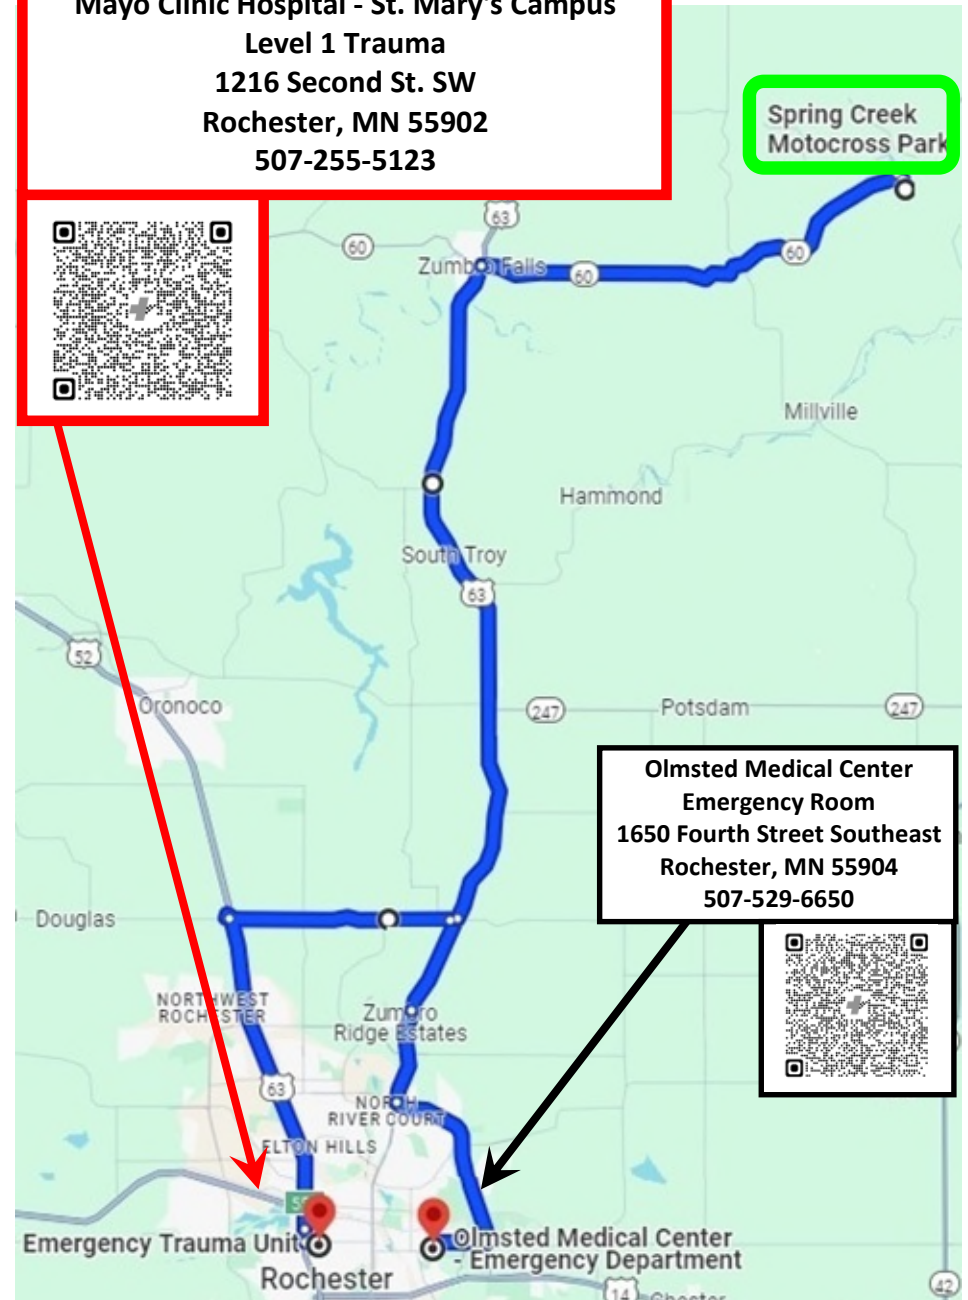 Mayo Clinic Hospital - St. Mary's Campus
Level 1 Trauma
1216 Second St. SW
Rochester, MN 55902
507-255-5123
Spring Creek
Motocross Park
63
60
Zumbro Falls
60
60
Millville
Hammond
South Troy
63
52
Oronoco
247
Potsdam
247
Olmsted Medical Center
Emergency Room
1650 Fourth Street Southeast
Rochester, MN 55904
507-529-6650
Douglas
NORTHWEST
ROCHESTER
Zumbro
Ridge Estates
63
NORTH
RIVER COURT
ELTON HILLS
Emergency Trauma Unit
Rochester
Olmsted Medical Center
- Emergency Department
14
Chester
42